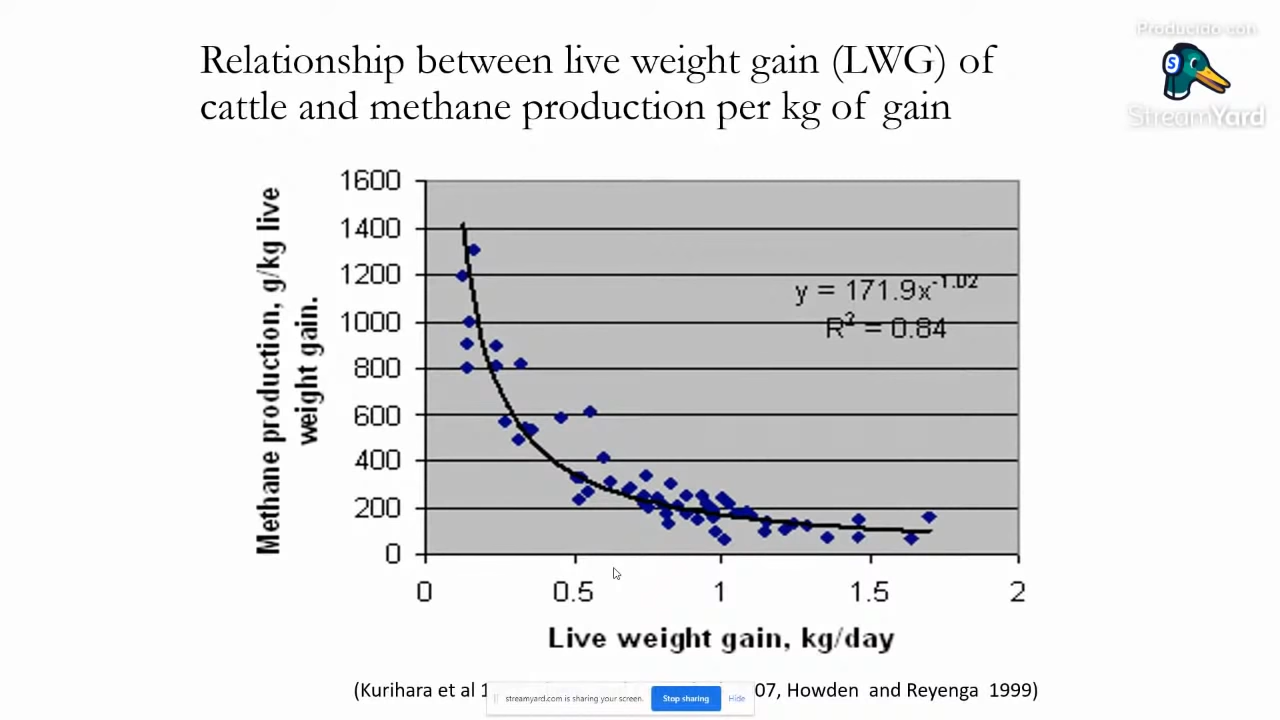 Producido con
StreamYard
Relationship between live weight gain (LWG) of
cattle and methane production per kg of gain
Methane production, g/kg live
weight gain.
1600
1400
1200
1000
800
600
400
200
0
y = 171.9x^-1.02
R² = 0.84
0 0.5 1 1.5 2
Live weight gain, kg/day
(Kurihara et al 07, Howden and Reyenga 1999)
streamyard.com is sharing your screen. Stop sharing Hide